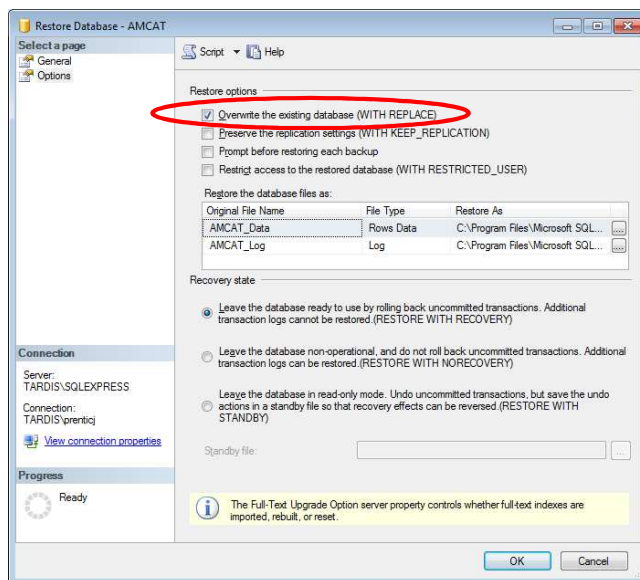 Restore Database - AMCAT
Select a page
General
Options
Script
Help
Restore options
Overwrite the existing database (WITH REPLACE)
Preserve the replication settings (WITH KEEP_REPLICATION)
Prompt before restoring each backup
Restrict access to the restored database (WITH RESTRICTED_USER)
Restore the database files as:
Original File Name File Type Restore As
AMCAT_Data Rows Data C:\Program Files\Microsoft SQL... ...
AMCAT_Log Log C:\Program Files\Microsoft SQL... ...
Recovery state
Leave the database ready to use by rolling back uncommitted transactions. Additional
transaction logs cannot be restored.(RESTORE WITH RECOVERY)
Leave the database non-operational, and do not roll back uncommitted transactions. Additional
transaction logs can be restored.(RESTORE WITH NORECOVERY)
Leave the database in read-only mode. Undo uncommitted transactions, but save the undo
actions in a standby file so that recovery effects can be reversed.(RESTORE WITH
STANDBY)
Standby file:
...
Connection
Server:
TARDIS\SQLEXPRESS
Connection:
TARDIS\prenticj
View connection properties
Progress
Ready
The Full-Text Upgrade Option server property controls whether full-text indexes are
imported, rebuilt, or reset.
OK
Cancel